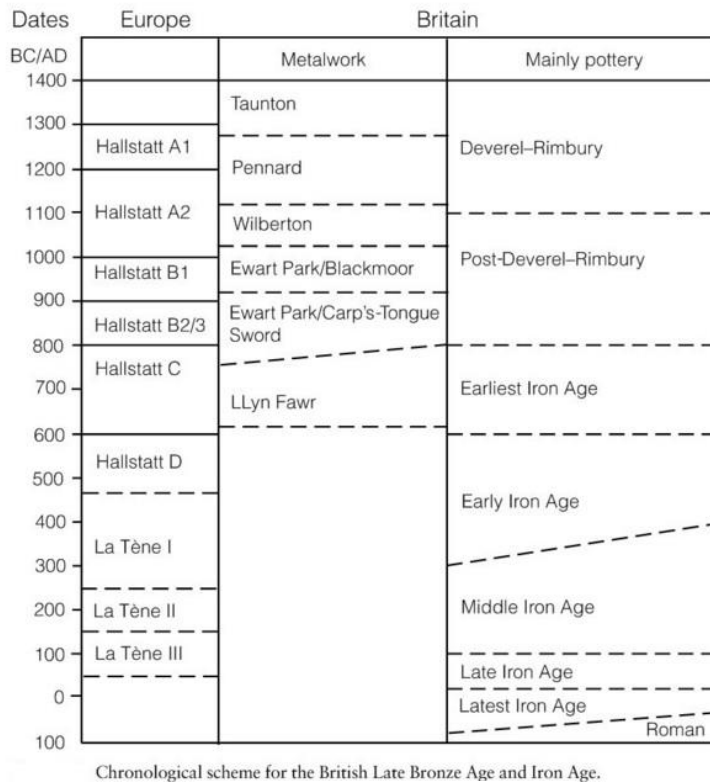 Dates Europe Britain
BC/AD Metalwork Mainly pottery
1400
Taunton
1300
Hallstatt A1 Deverel–Rimbury
1200 Pennard
Hallstatt A2
1100
Wilberton
1000 Post-Deverel–Rimbury
Hallstatt B1 Ewart Park/Blackmoor
900
Hallstatt B2/3 Ewart Park/Carp's-Tongue
Sword
800
Hallstatt C
700 Earliest Iron Age
LLyn Fawr
600
Hallstatt D
500
Early Iron Age
400
La Tène I
300
200 La Tène II Middle Iron Age
100 La Tène III
Late Iron Age
0 Latest Iron Age
Roman
100
Chronological scheme for the British Late Bronze Age and Iron Age.